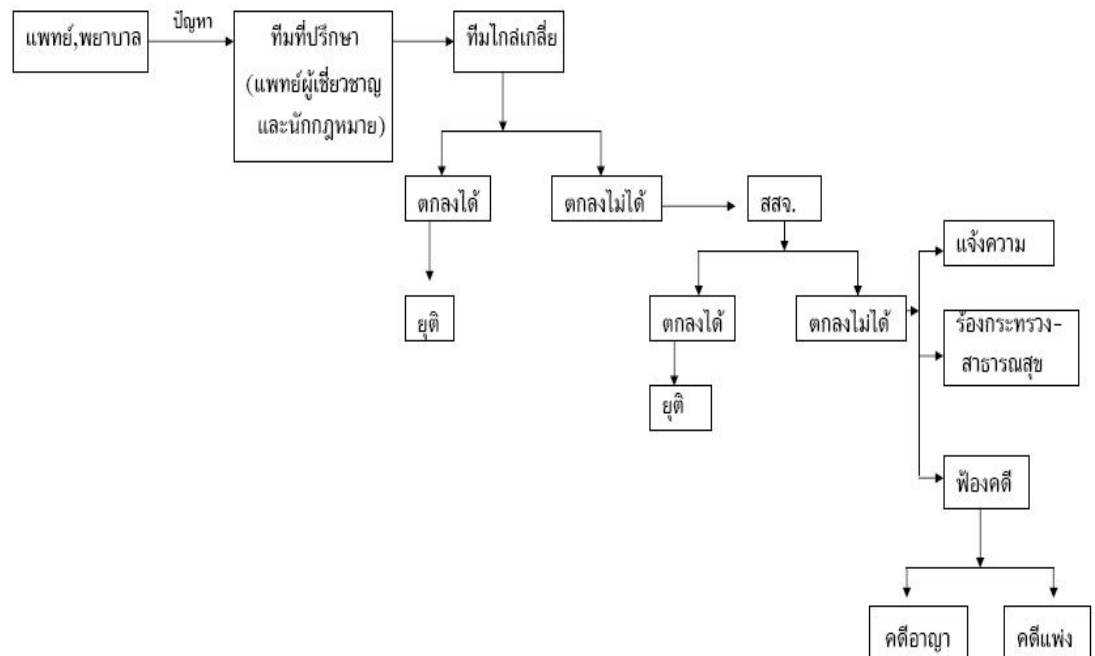 แพทย์,พยาบาล
ปัญหา
ทีมที่ปรึกษา
(แพทย์ผู้เชี่ยวชาญ
และนักกฎหมาย)
ทีมไกล่เกลี่ย
ตกลงได้
ตกลงไม่ได้
สสจ.
ยุติ
ตกลงได้
ตกลงไม่ได้
ยุติ
แจ้งความ
ร้องกระทรวง-
สาธารณสุข
ฟ้องคดี
คดีอาญา
คดีแพ่ง